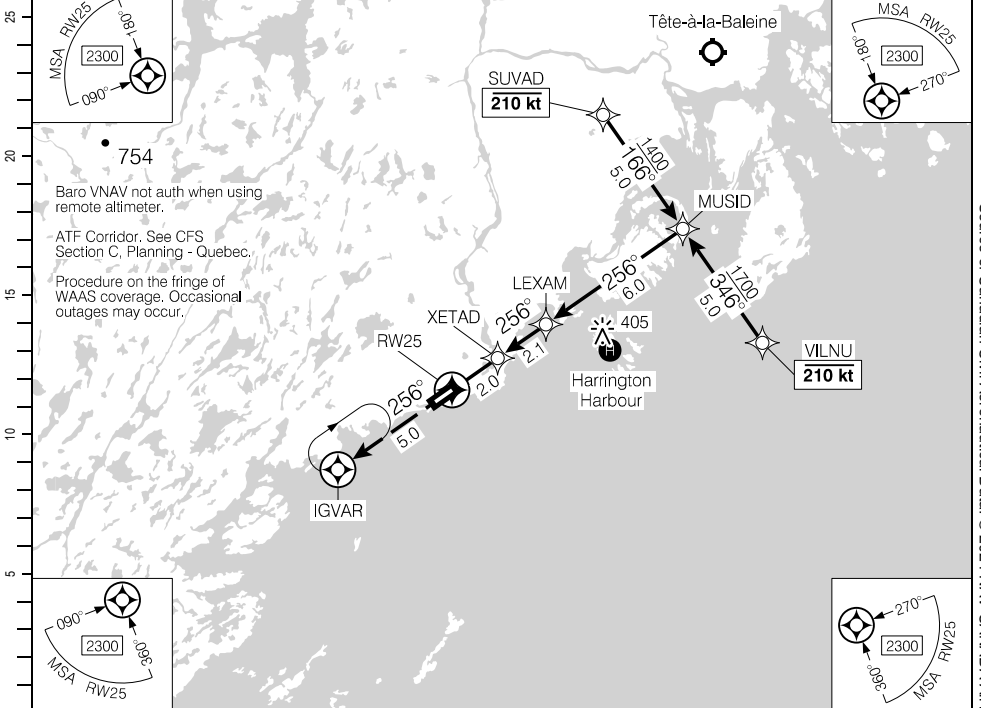 25
20
15
10
5
MSA RW25
2300
180°
090°
MSA RW25
2300
180°
270°
Tête-à-la-Baleine
SUVAD
210 kt
754
1400
166°
5.0
Baro VNAV not auth when using
remote altimeter.
MUSID
ATF Corridor. See CFS
Section C, Planning - Quebec.
Procedure on the fringe of
WAAS coverage. Occasional
outages may occur.
1700
346°
5.0
256°
6.0
LEXAM
XETAD
256°
2.1
405
H
Harrington
Harbour
VILNU
210 kt
RW25
2.0
256°
5.0
IGVAR
090°
2300
360°
MSA RW25
270°
2300
360°
MSA RW25